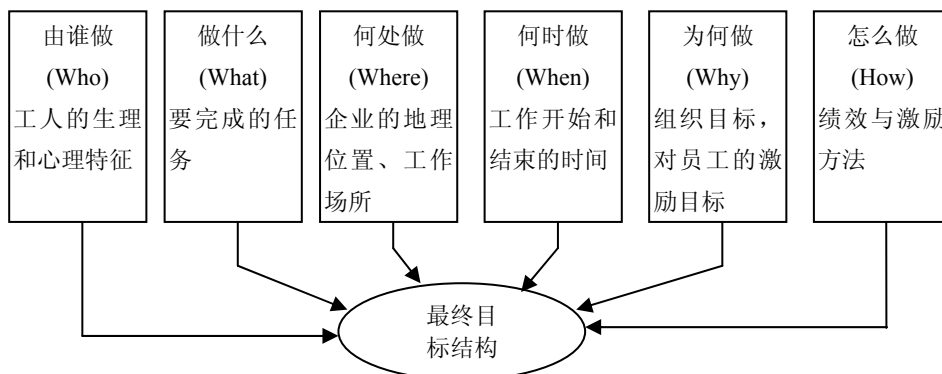 由谁做
(Who)
工人的生理
和心理特征
做什么
(What)
要完成的任
务
何处做
(Where)
企业的地理
位置、工作
场所
何时做
(When)
工作开始和
结束的时间
为何做
(Why)
组织目标，
对员工的激
励目标
怎么做
(How)
绩效与激励
方法
最终目
标结构